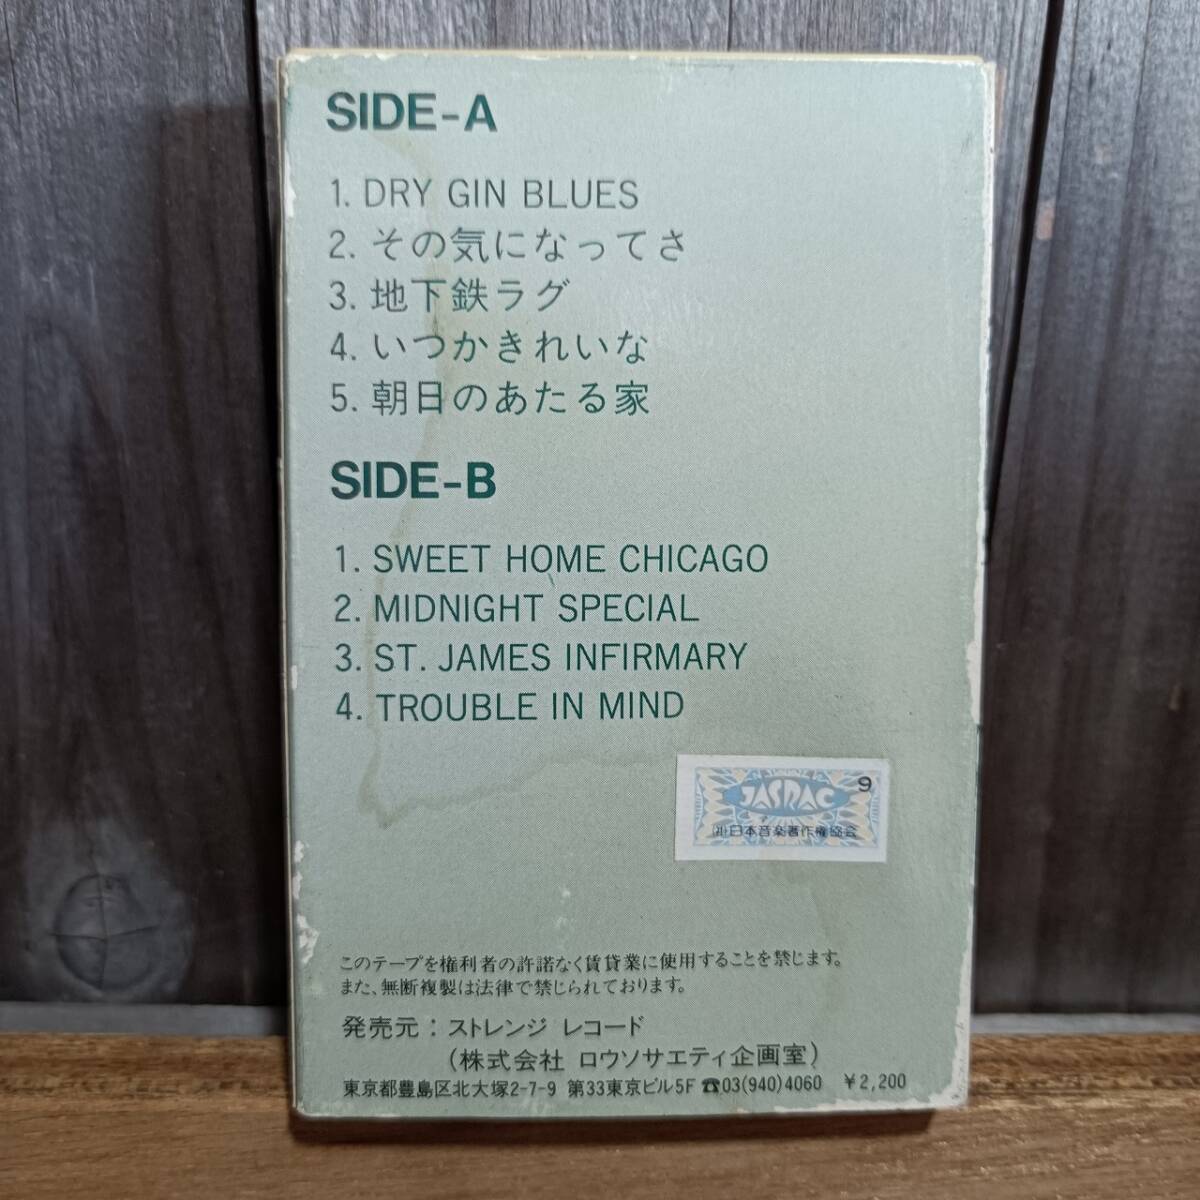 SIDE-A
1. DRY GIN BLUES
2. その気になってさ
3. 地下鉄ラグ
4. いつかきれいな
5. 朝日のあたる家
SIDE-B
1. SWEET HOME CHICAGO
2. MIDNIGHT SPECIAL
3. ST. JAMES INFIRMARY
4. TROUBLE IN MIND
9
JASRAC
㈳日本音楽著作権協会
このテープを権利者の許諾なく賃貸業に使用することを禁じます。
また、無断複製は法律で禁じられております。
発売元：ストレンジ レコード
(株式会社 ロウソサエティ企画室)
東京都豊島区北大塚2-7-9 第33東京ビル5F ☎03(940)4060 ￥2,200